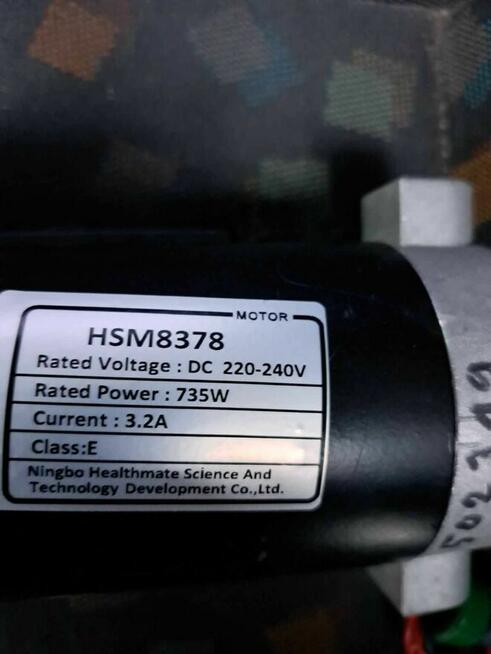 MOTOR
HSM8378
Rated Voltage : DC 220-240V
Rated Power : 735W
Current : 3.2A
Class:E
Ningbo Healthmate Science And
Technology Development Co.,Ltd.